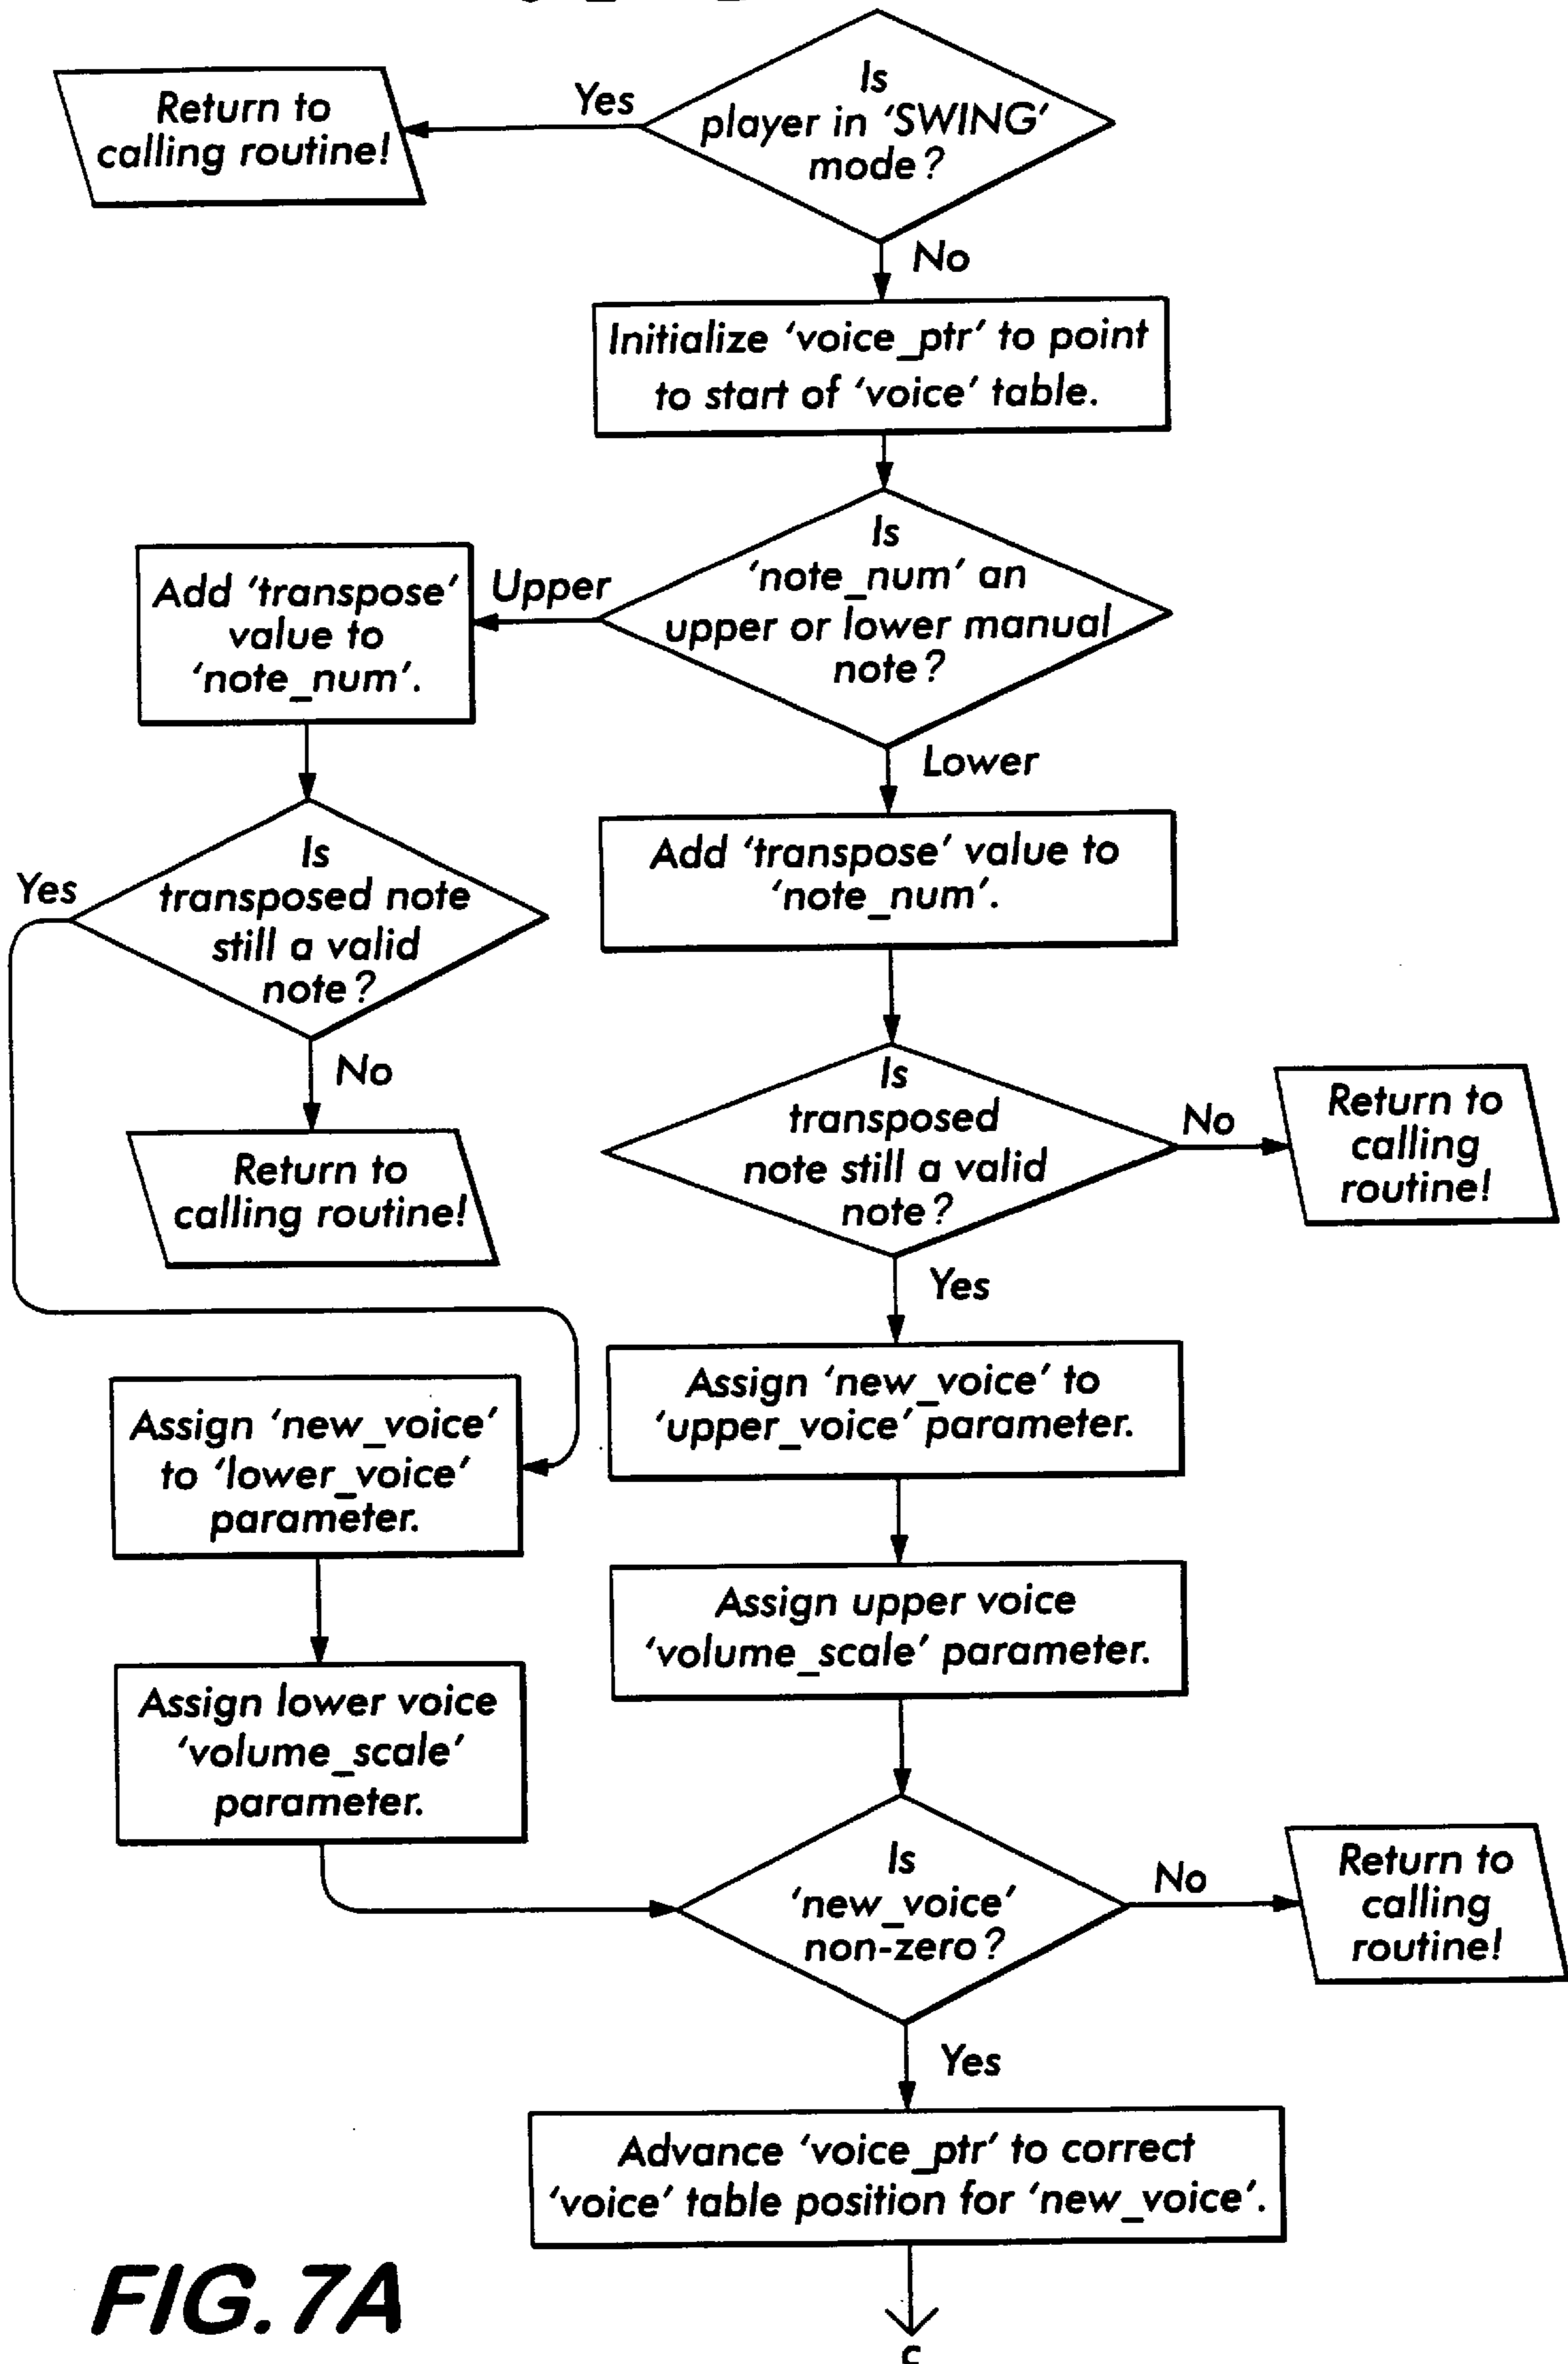 Is
player in 'SWING'
mode?
Yes
Return to
calling routine!
No
Initialize 'voice_ptr' to point
to start of 'voice' table.
Is
'note_num' an
upper or lower manual
note?
Upper
Add 'transpose'
value to
'note_num'.
Lower
Add 'transpose' value to
'note_num'.
Is
transposed note
still a valid
note?
Yes
No
Return to
calling routine!
Is
transposed
note still a valid
note?
No
Return to
calling
routine!
Yes
Assign 'new_voice' to
'upper_voice' parameter.
Assign 'new_voice'
to 'lower_voice'
parameter.
Assign upper voice
'volume_scale' parameter.
Assign lower voice
'volume_scale'
parameter.
Is
'new_voice'
non-zero?
No
Return to
calling
routine!
Yes
Advance 'voice_ptr' to correct
'voice' table position for 'new_voice'.
FIG. 7A
c